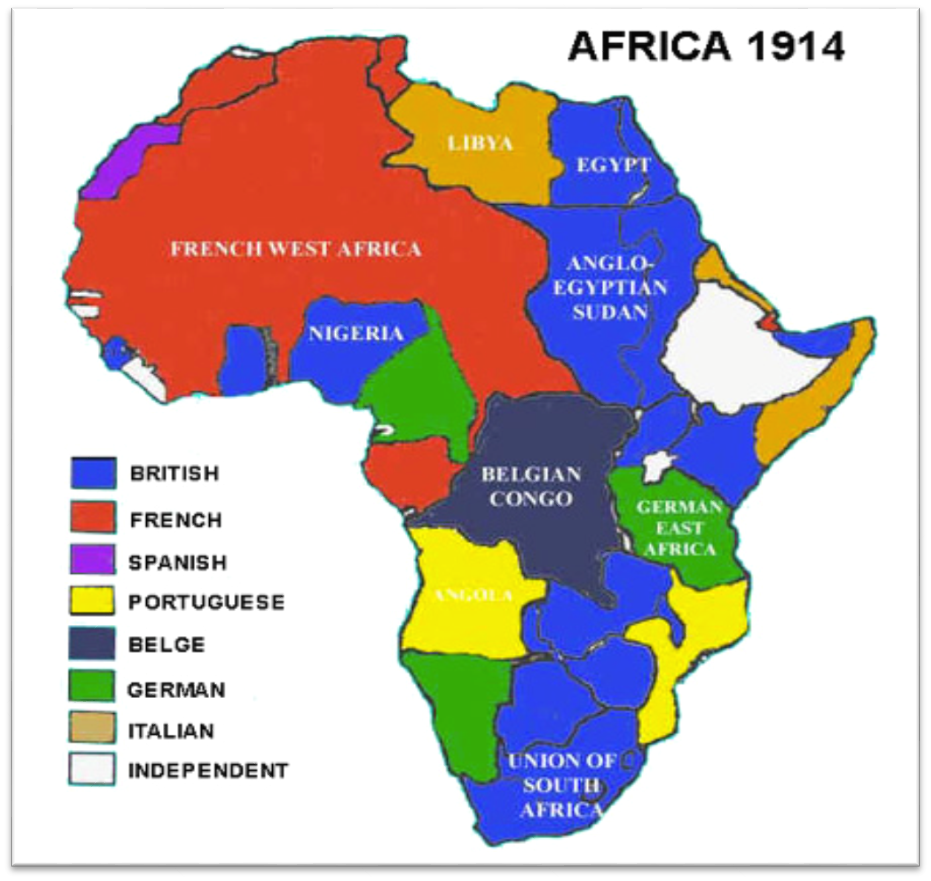 AFRICA 1914
LIBYA
EGYPT
FRENCH WEST AFRICA
ANGLO-
EGYPTIAN
SUDAN
NIGERIA
BELGIAN
CONGO
GERMAN
EAST
AFRICA
ANGOLA
UNION OF
SOUTH
AFRICA
BRITISH
FRENCH
SPANISH
PORTUGUESE
BELGE
GERMAN
ITALIAN
INDEPENDENT